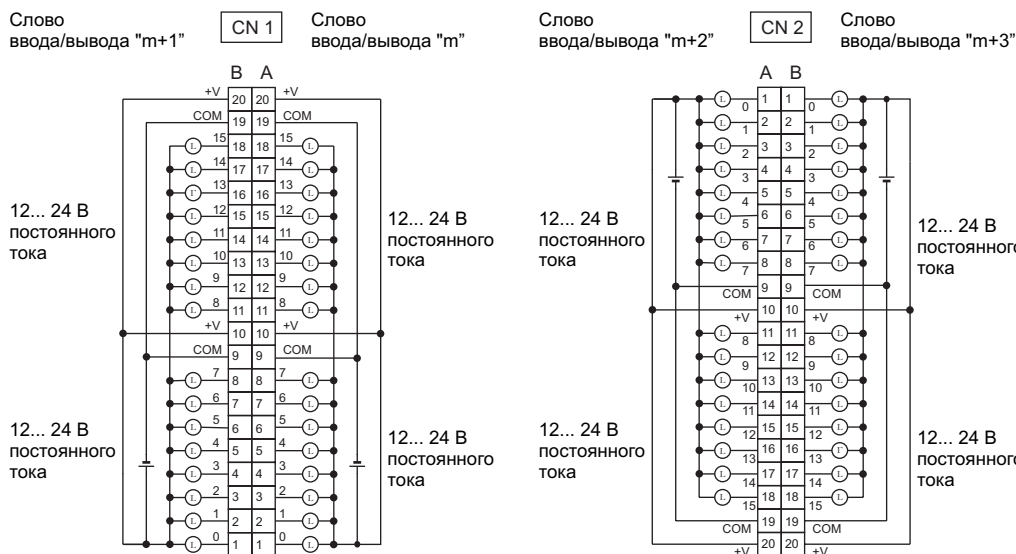 Слово
ввода/вывода "m+1”
CN 1
Слово
ввода/вывода "m”
B A
+V 20 20 +V
COM 19 19 COM
L 15 18 18 15 L
L 14 17 17 14 L
Г 13 16 16 13 L
L 12 15 15 12 L
L 11 14 14 11 L
L 10 13 13 10 L
L 9 12 12 9 L
L 8 11 11 8 L
+V 10 10 +V
COM 9 9 COM
L 7 8 8 7 L
L 6 7 7 6 L
L 5 6 6 5 L
L 4 5 5 4 L
L 3 4 4 3 L
L 2 3 3 2 L
L 1 2 2 1 L
L 0 1 1 0 L
12... 24 В
постоянного
тока
12... 24 В
постоянного
тока
12... 24 В
постоянного
тока
12... 24 В
постоянного
тока
Слово
ввода/вывода "m+2”
CN 2
Слово
ввода/вывода "m+3”
A B
L 0 1 1 0 L
L 1 2 2 1 L
L 2 3 3 2 L
L 3 4 4 3 L
L 4 5 5 4 L
L 5 6 6 5 L
L 6 7 7 6 L
L 7 8 8 7 L
COM 9 9 COM
+V 10 10 +V
L 8 11 11 8 L
L 9 12 12 9 L
L 10 13 13 10 L
L 11 14 14 11 L
L 12 15 15 12 L
L 13 16 16 13 Г
L 14 17 17 14 L
L 15 18 18 15 L
COM 19 19 COM
+V 20 20 +V
12... 24 В
постоянного
тока
12... 24 В
постоянного
тока
12... 24 В
постоянного
тока
12... 24 В
постоянного
тока